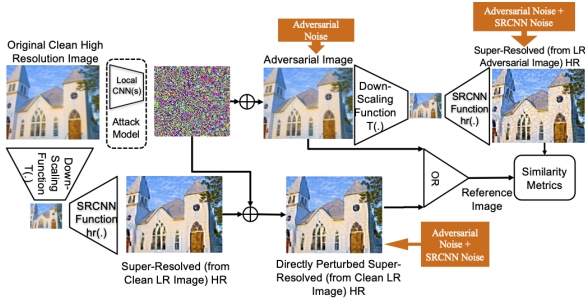 Original Clean High
Resolution Image
Local
CNN(s)
Attack
Model
Adversarial
Noise
Adversarial Image
Down-
Scaling
Function
T(.)
SRCNN
Function
hr(.)
Adversarial Noise +
SRCNN Noise
Super-Resolved (from LR
Adversarial Image) HR
Down-
Scaling
Function
T(.)
SRCNN
Function
hr(.)
Super-Resolved (from
Clean LR Image) HR
Directly Perturbed Super-
Resolved (from Clean LR
Image) HR
OR
Reference
Image
Similarity
Metrics
Adversarial
Noise +
SRCNN Noise